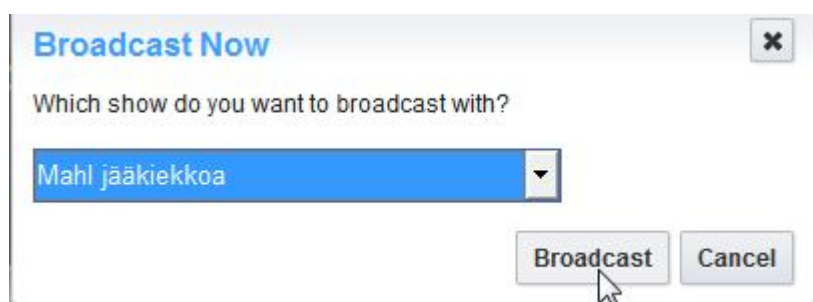 Broadcast Now
Which show do you want to broadcast with?
Mahl jääkiekkoa
Broadcast Cancel